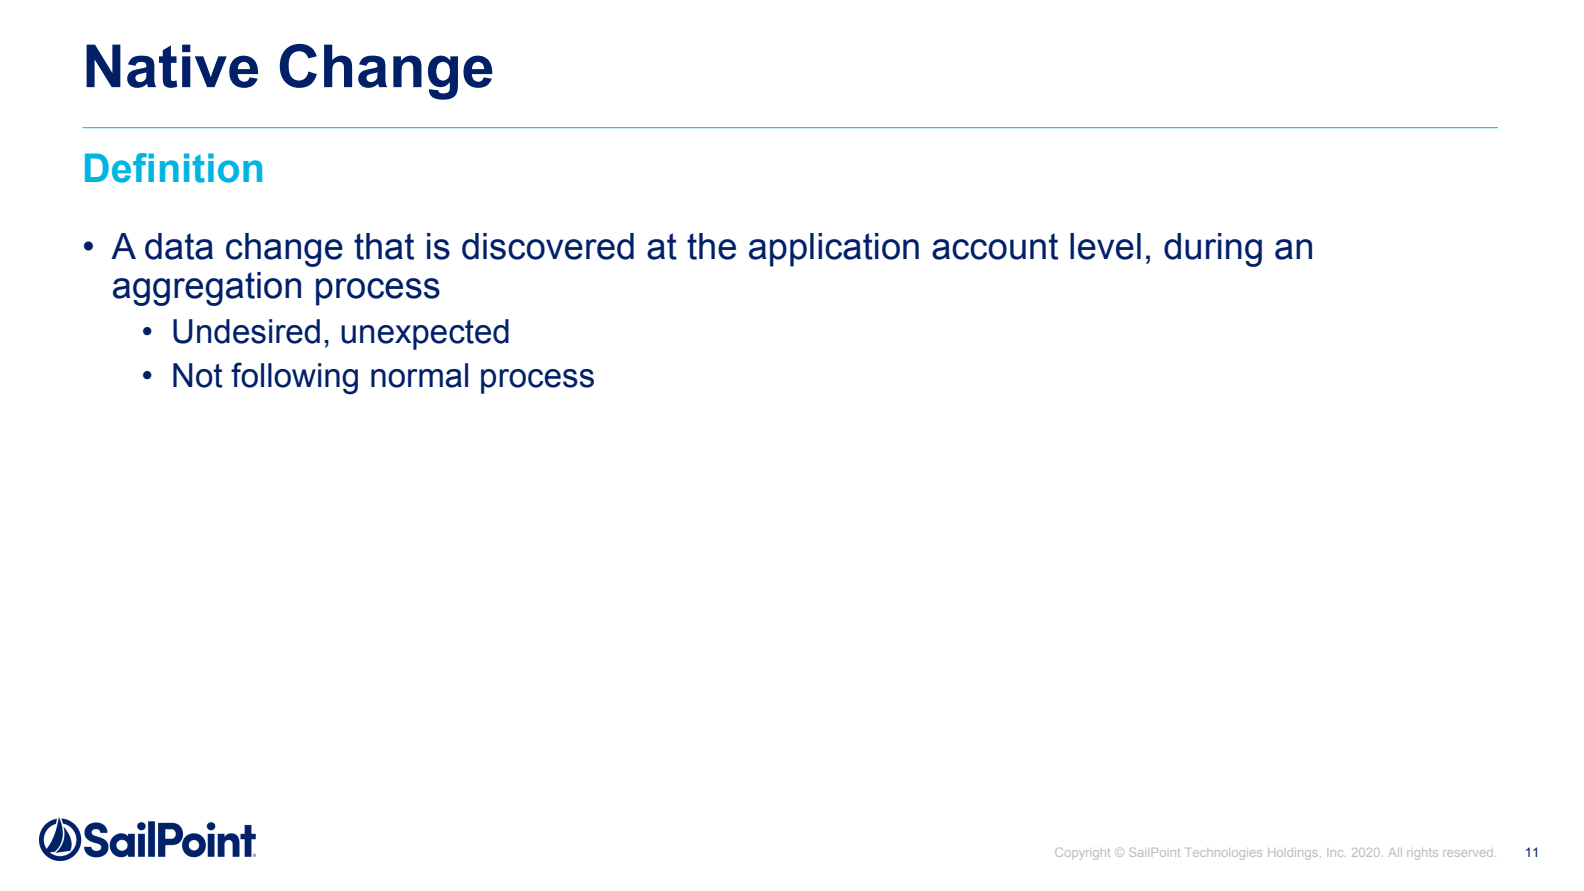 Native Change
Definition
• A data change that is discovered at the application account level, during an
aggregation process
• Undesired, unexpected
• Not following normal process
SailPoint
Copyright © SailPoint Technologies Holdings, Inc. 2020. All rights reserved. 11